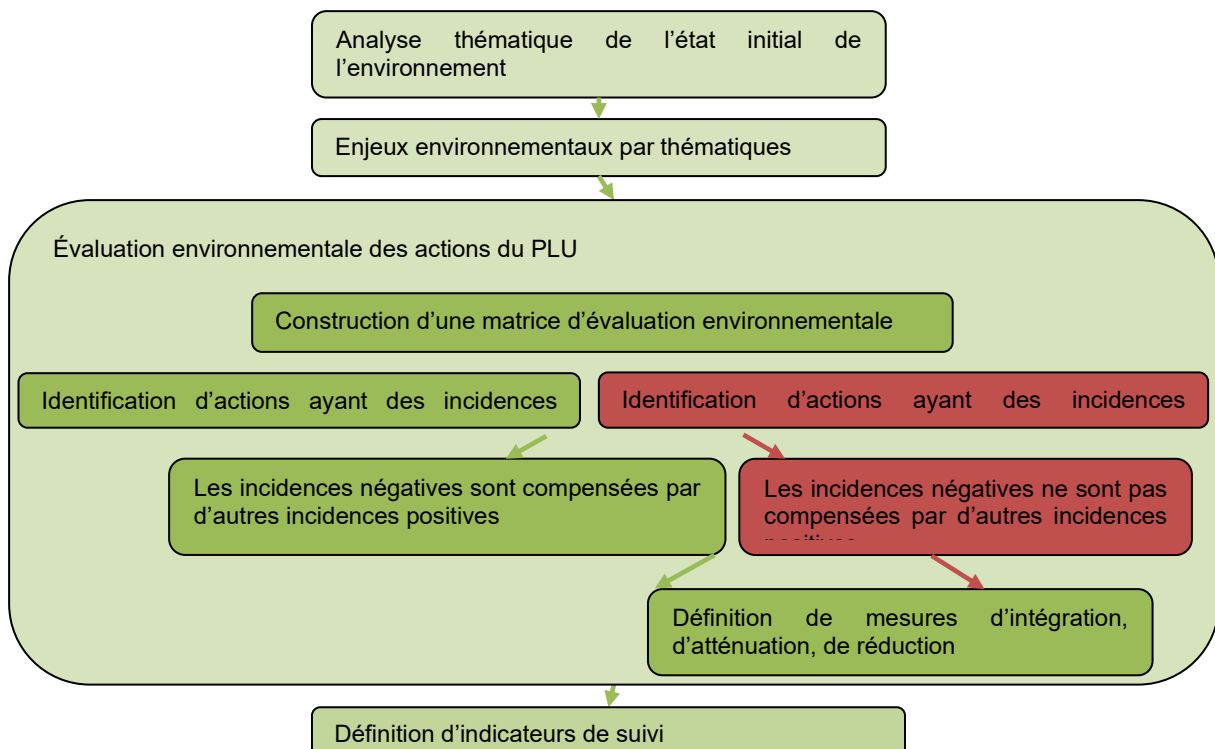 Analyse thématique de l'état initial de
l'environnement
Enjeux environnementaux par thématiques
Évaluation environnementale des actions du PLU
Construction d'une matrice d'évaluation environnementale
Identification d'actions ayant des incidences
Identification d'actions ayant des incidences
Les incidences négatives sont compensées par
d'autres incidences positives
Les incidences négatives ne sont pas
compensées par d'autres incidences
Définition de mesures d'intégration,
d'atténuation, de réduction
Définition d'indicateurs de suivi